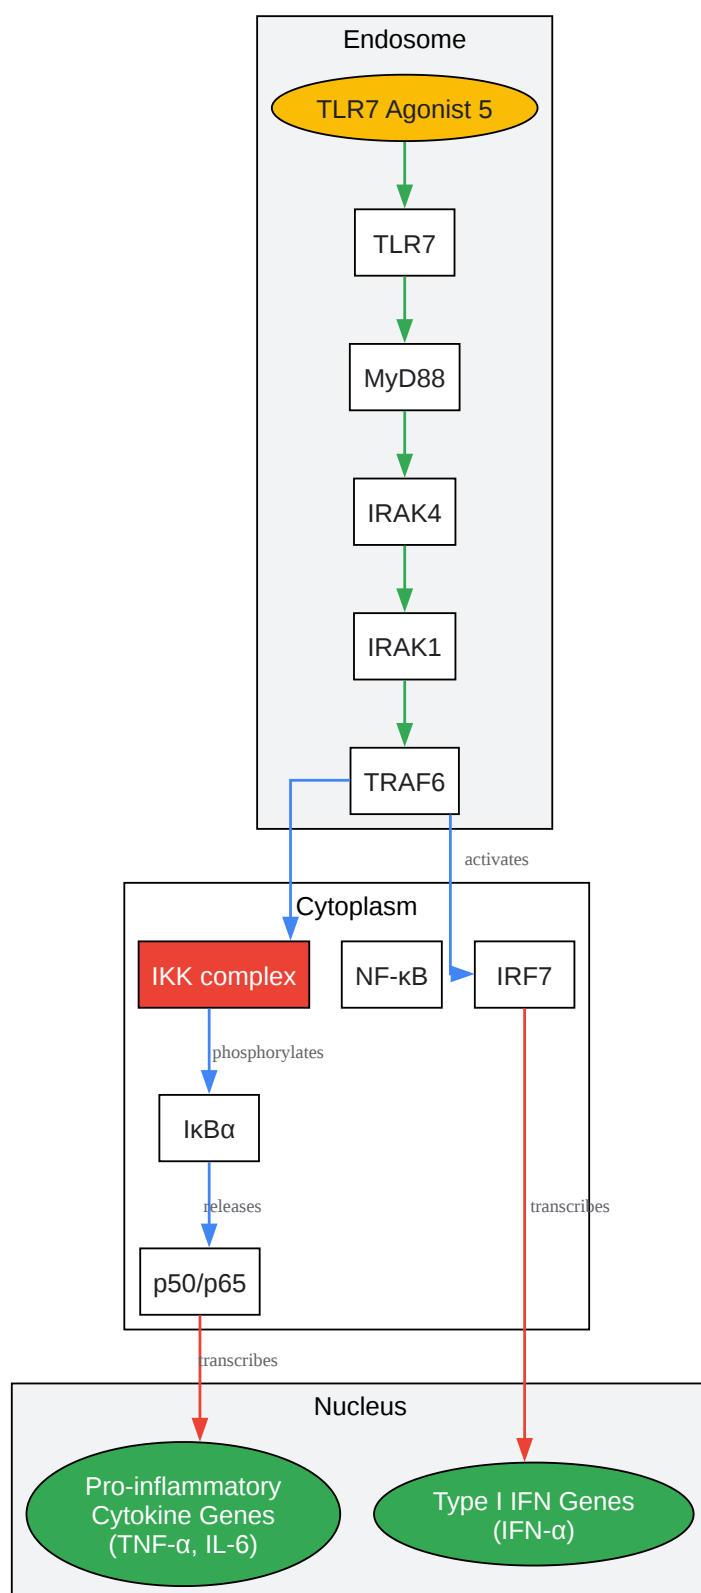 Endosome
TLR7 Agonist 5
TLR7
MyD88
IRAK4
IRAK1
TRAF6
activates
Cytoplasm
IKK complex
NF-κB
IRF7
phosphorylates
IκBα
releases
transcribes
p50/p65
transcribes
Nucleus
Pro-inflammatory
Cytokine Genes
(TNF-α, IL-6)
Type I IFN Genes
(IFN-α)